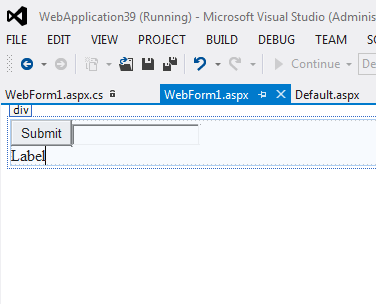 WebApplication39 (Running) - Microsoft Visual Studio (Adminis
FILE EDIT VIEW PROJECT BUILD DEBUG TEAM S
Continue De
WebForm1.aspx.cs WebForm1.aspx Default.aspx
div
Submit
Label